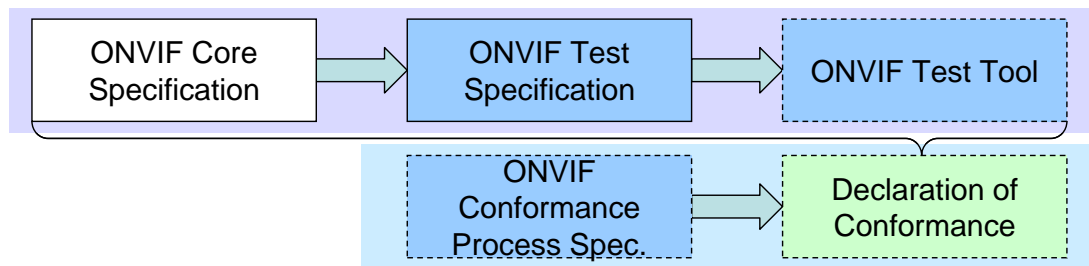 ONVIF Core
Specification
ONVIF Test
Specification
ONVIF Test Tool
ONVIF
Conformance
Process Spec.
Declaration of
Conformance